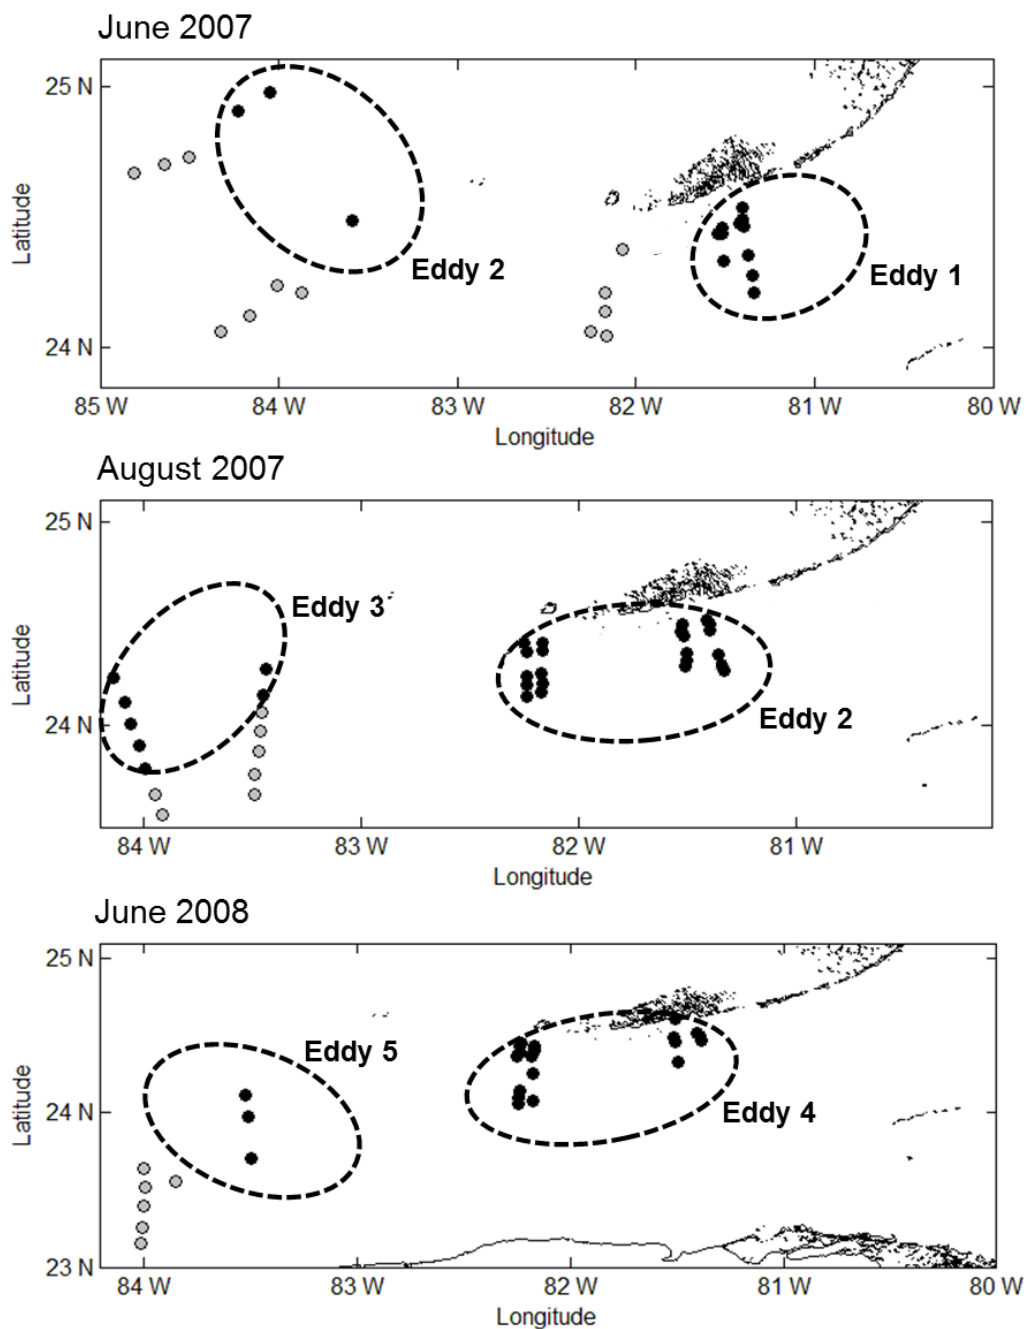 June 2007
25 N
Latitude
Eddy 2
Eddy 1
24 N
85 W 84 W 83 W 82 W 81 W 80 W
Longitude
August 2007
25 N
Eddy 3
Latitude
24 N
Eddy 2
84 W 83 W 82 W 81 W
Longitude
June 2008
25 N
Eddy 5
Latitude
24 N
Eddy 4
23 N
84 W 83 W 82 W 81 W 80 W
Longitude